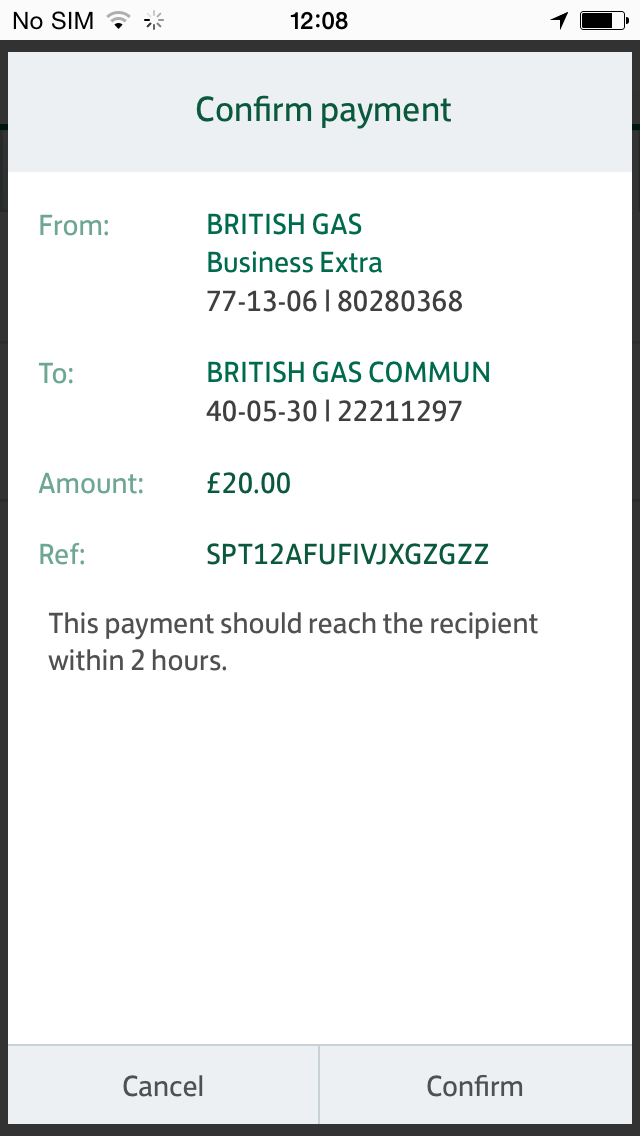 No SIM 12:08
Confirm payment
From: BRITISH GAS
Business Extra
77-13-06 | 80280368
To: BRITISH GAS COMMUN
40-05-30 | 22211297
Amount: £20.00
Ref: SPT12AFUFIVJXGZGZZ
This payment should reach the recipient
within 2 hours.
Cancel Confirm